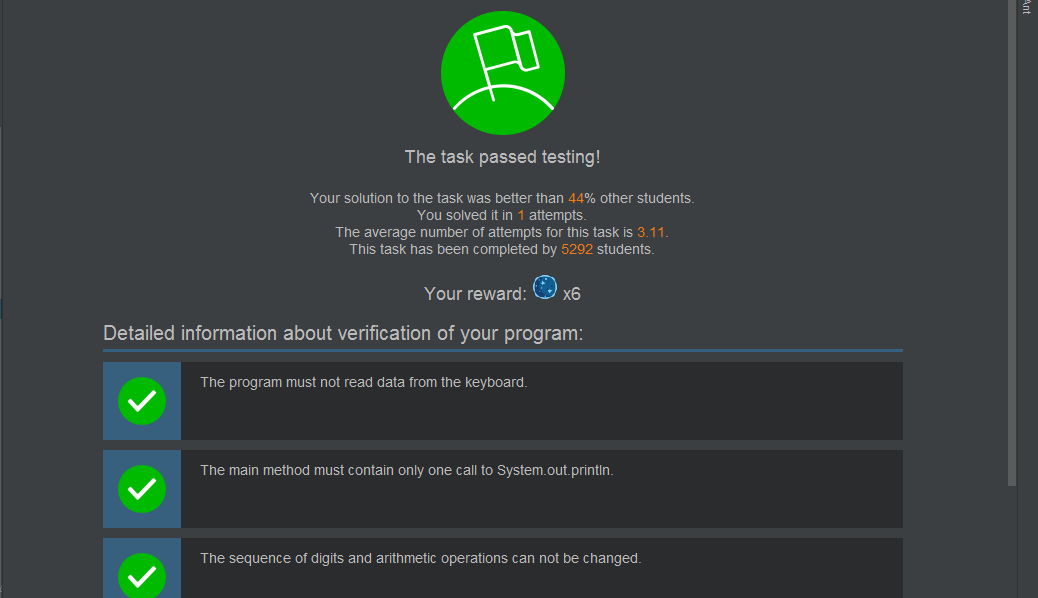 Ant
The task passed testing!
Your solution to the task was better than 44% other students.
You solved it in 1 attempts.
The average number of attempts for this task is 3.11.
This task has been completed by 5292 students.
Your reward: x6
Detailed information about verification of your program:
The program must not read data from the keyboard.
The main method must contain only one call to System.out.println.
The sequence of digits and arithmetic operations can not be changed.